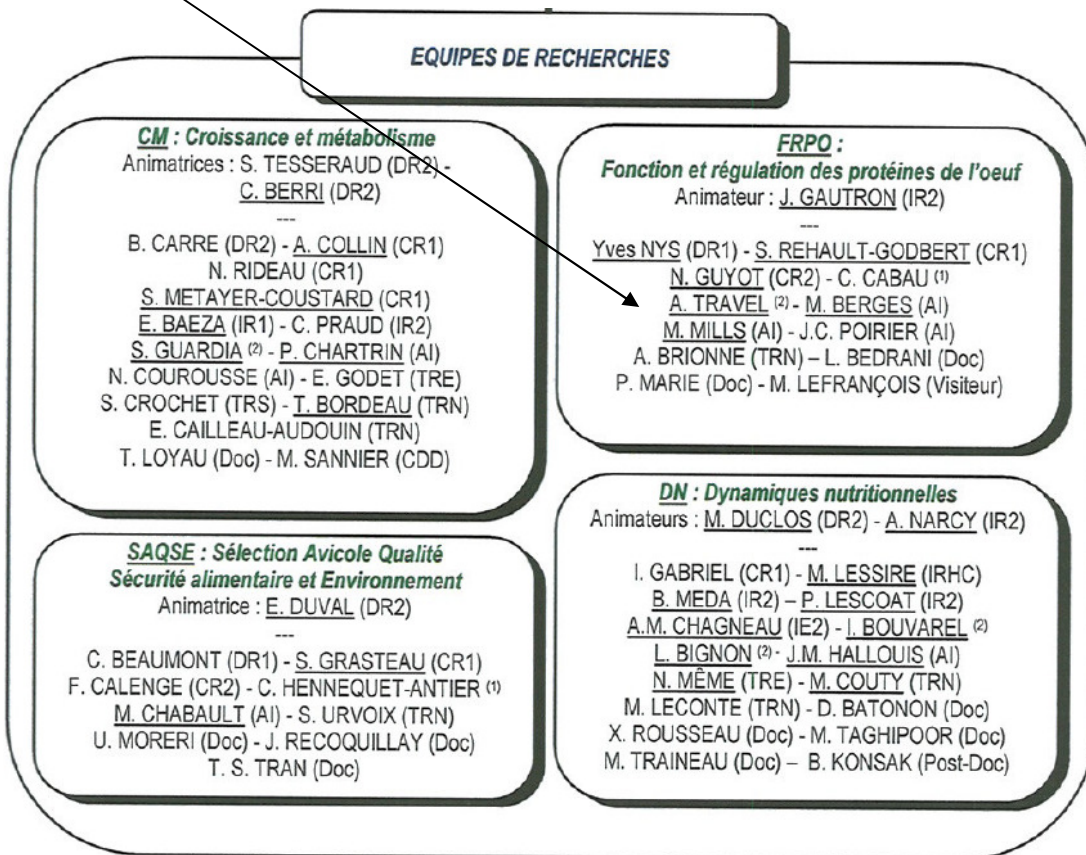 EQUIPES DE RECHERCHES
CM : Croissance et métabolisme
Animatrices : S. TESSERAUD (DR2) -
C. BERRI (DR2)
---
B. CARRE (DR2) - A. COLLIN (CR1)
N. RIDEAU (CR1)
S. METAYER-COUSTARD (CR1)
E. BAEZA (IR1) - C. PRAUD (IR2)
S. GUARDIA (2) - P. CHARTRIN (AI)
N. COUROUSSE (AI) - E. GODET (TRE)
S. CROCHET (TRS) - T. BORDEAU (TRN)
E. CAILLEAU-AUDOUIN (TRN)
T. LOYAU (Doc) - M. SANNIER (CDD)
FRPO :
Fonction et régulation des protéines de l'oeuf
Animateur : J. GAUTRON (IR2)
---
Yves NYS (DR1) - S. REHAULT-GODBERT (CR1)
N. GUYOT (CR2) - C. CABAU (1)
A. TRAVEL (2) - M. BERGES (AI)
M. MILLS (AI) - J.C. POIRIER (AI)
A. BRIONNE (TRN) – L. BEDRANI (Doc)
P. MARIE (Doc) - M. LEFRANÇOIS (Visiteur)
SAQSE : Sélection Avicole Qualité
Sécurité alimentaire et Environnement
Animatrice : E. DUVAL (DR2)
---
C. BEAUMONT (DR1) - S. GRASTEAU (CR1)
F. CALENGE (CR2) - C. HENNEQUET-ANTIER (1)
M. CHABAULT (AI) - S. URVOIX (TRN)
U. MORERI (Doc) - J. RECOQUILLAY (Doc)
T. S. TRAN (Doc)
DN : Dynamiques nutritionnelles
Animateurs : M. DUCLOS (DR2) - A. NARCY (IR2)
---
I. GABRIEL (CR1) - M. LESSIRE (IRHC)
B. MEDA (IR2) – P. LESCOAT (IR2)
A.M. CHAGNEAU (IE2) - I. BOUVAREL (2)
L. BIGNON (2) - J.M. HALLOUIS (AI)
N. MÊME (TRE) - M. COUTY (TRN)
M. LECONTE (TRN) - D. BATONON (Doc)
X. ROUSSEAU (Doc) - M. TAGHIPOOR (Doc)
M. TRAINEAU (Doc) – B. KONSAK (Post-Doc)